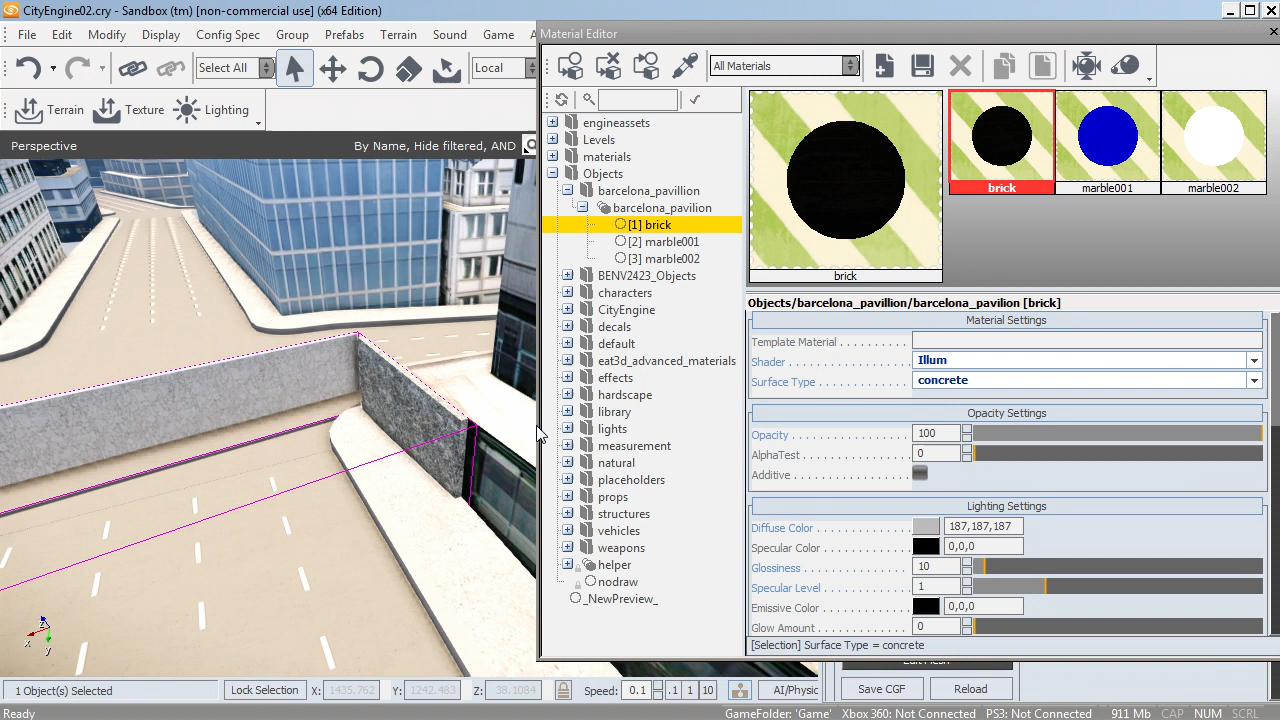 CityEngine02.cry - Sandbox (tm) [non-commercial use] (x64 Edition)
File Edit Modify Display Config Spec Group Prefabs Terrain Sound Game
Material Editor
Select All
Local
All Materials
Terrain Texture Lighting
Perspective
By Name, Hide filtered, AND
engineassets
Levels
materials
Objects
barcelona_pavillion
barcelona_pavilion
[1] brick
[2] marble001
[3] marble002
BENV2423_Objects
characters
CityEngine
decals
default
eat3d_advanced_materials
effects
hardscape
library
lights
measurement
natural
placeholders
props
structures
vehicles
weapons
helper
nodraw
_NewPreview_
brick
brick
marble001
marble002
Objects/barcelona_pavillion/barcelona_pavilion [brick]
Material Settings
Template Material
Shader Illum
Surface Type concrete
Opacity Settings
Opacity 100
AlphaTest 0
Additive
Lighting Settings
Diffuse Color 187,187,187
Specular Color 0,0,0
Glossiness 10
Specular Level 1
Emissive Color 0,0,0
Glow Amount 0
[Selection] Surface Type = concrete
Edit Mesh
Save CGF Reload
x
y
1 Object(s) Selected
Lock Selection
X: 1435.762
Y: 1242.483
Z: 38.1084
Speed: 0.1 .1 1 10
AI/Physic
Ready
GameFolder: 'Game' Xbox 360: Not Connected PS3: Not Connected 911 Mb CAP NUM SCRL